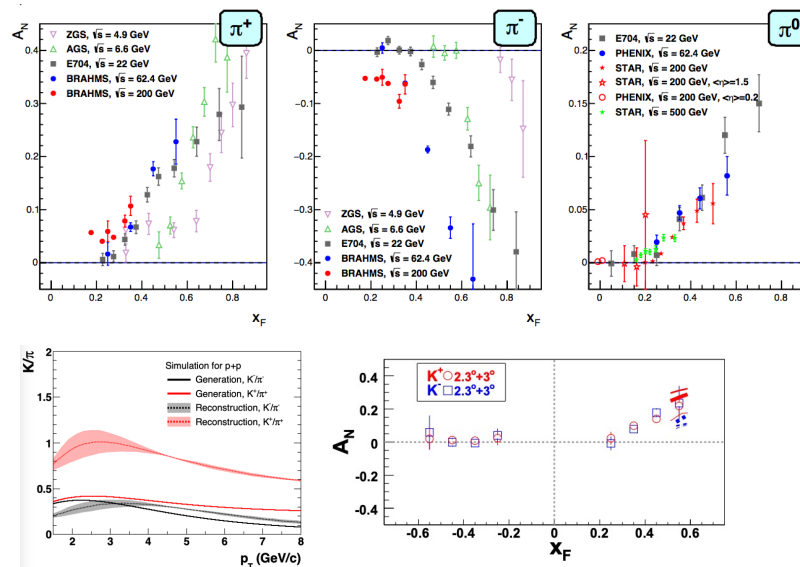 A_N
π⁺
ZGS, √s = 4.9 GeV
AGS, √s = 6.6 GeV
E704, √s = 22 GeV
BRAHMS, √s = 62.4 GeV
BRAHMS, √s = 200 GeV
0.4
0.3
0.2
0.1
0
0 0.2 0.4 0.6 0.8 1
x_F
A_N
π⁻
0
−0.2
−0.4
ZGS, √s = 4.9 GeV
AGS, √s = 6.6 GeV
E704, √s = 22 GeV
BRAHMS, √s = 62.4 GeV
BRAHMS, √s = 200 GeV
0 0.2 0.4 0.6 0.8 1
x_F
A_N
π⁰
E704, √s = 22 GeV
PHENIX, √s = 62.4 GeV
STAR, √s = 200 GeV
STAR, √s = 200 GeV, <η>=1.5
PHENIX, √s = 200 GeV, <η>=0.2
STAR, √s = 500 GeV
0.2
0.15
0.1
0.05
0
0 0.2 0.4 0.6 0.8
x_F
K/π
Simulation for p+p
Generation, K⁻/π⁻
Generation, K⁺/π⁺
Reconstruction, K⁻/π⁻
Reconstruction, K⁺/π⁺
2
1.5
1
0.5
0
2 3 4 5 6 7 8
p_T (GeV/c)
K⁺ 2.3°+3°
K⁻ 2.3°+3°
A_N
0.4
0.2
0
-0.2
-0.4
-0.6 -0.4 -0.2 0 0.2 0.4 0.6
x_F